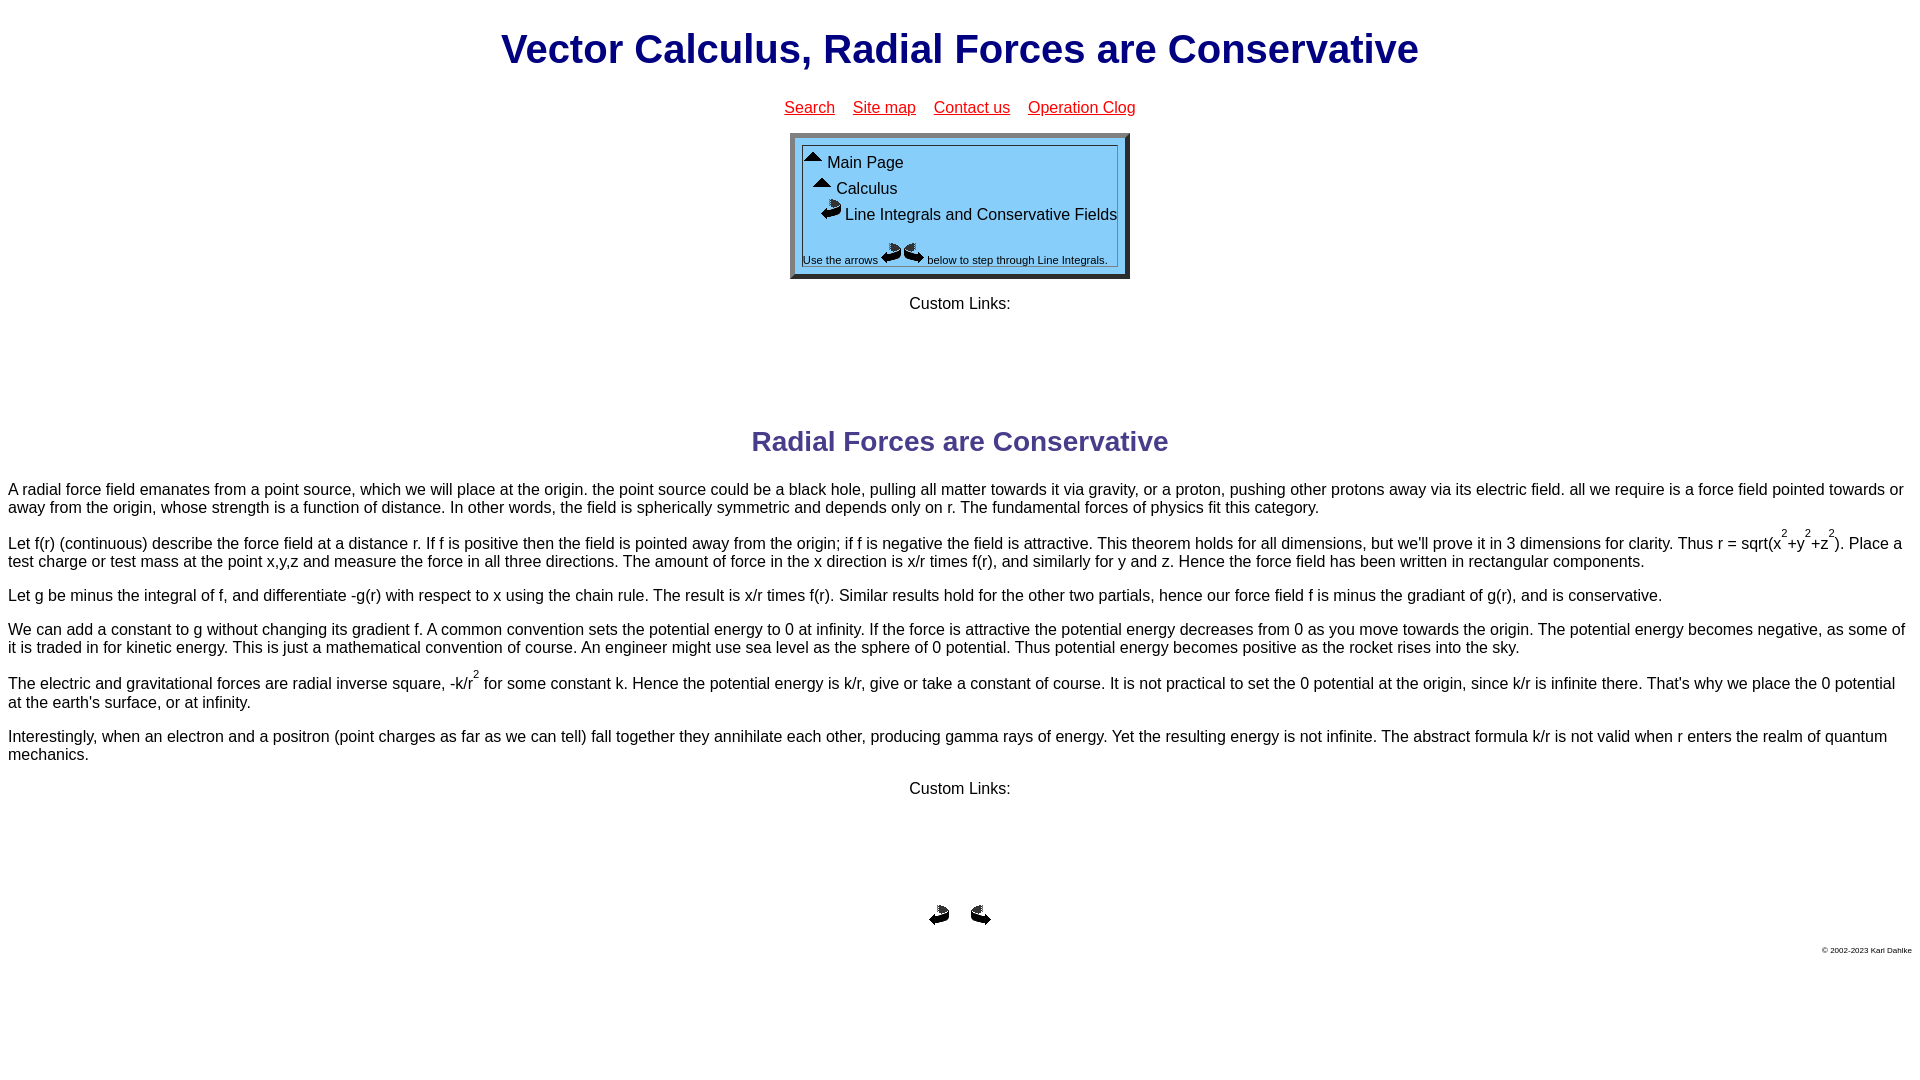 Vector Calculus, Radial Forces are Conservative
Search Site map Contact us Operation Clog
Main Page
Calculus
Line Integrals and Conservative Fields
Use the arrows below to step through Line Integrals.
Custom Links:
Radial Forces are Conservative
A radial force field emanates from a point source, which we will place at the origin. the point source could be a black hole, pulling all matter towards it via gravity, or a proton, pushing other protons away via its electric field. all we require is a force field pointed towards or
away from the origin, whose strength is a function of distance. In other words, the field is spherically symmetric and depends only on r. The fundamental forces of physics fit this category.
Let f(r) (continuous) describe the force field at a distance r. If f is positive then the field is pointed away from the origin; if f is negative the field is attractive. This theorem holds for all dimensions, but we'll prove it in 3 dimensions for clarity. Thus r = sqrt(x2+y2+z2). Place a
test charge or test mass at the point x,y,z and measure the force in all three directions. The amount of force in the x direction is x/r times f(r), and similarly for y and z. Hence the force field has been written in rectangular components.
Let g be minus the integral of f, and differentiate -g(r) with respect to x using the chain rule. The result is x/r times f(r). Similar results hold for the other two partials, hence our force field f is minus the gradiant of g(r), and is conservative.
We can add a constant to g without changing its gradient f. A common convention sets the potential energy to 0 at infinity. If the force is attractive the potential energy decreases from 0 as you move towards the origin. The potential energy becomes negative, as some of
it is traded in for kinetic energy. This is just a mathematical convention of course. An engineer might use sea level as the sphere of 0 potential. Thus potential energy becomes positive as the rocket rises into the sky.
The electric and gravitational forces are radial inverse square, -k/r2 for some constant k. Hence the potential energy is k/r, give or take a constant of course. It is not practical to set the 0 potential at the origin, since k/r is infinite there. That's why we place the 0 potential
at the earth's surface, or at infinity.
Interestingly, when an electron and a positron (point charges as far as we can tell) fall together they annihilate each other, producing gamma rays of energy. Yet the resulting energy is not infinite. The abstract formula k/r is not valid when r enters the realm of quantum
mechanics.
Custom Links:
© 2002-2023 Karl Dahlke